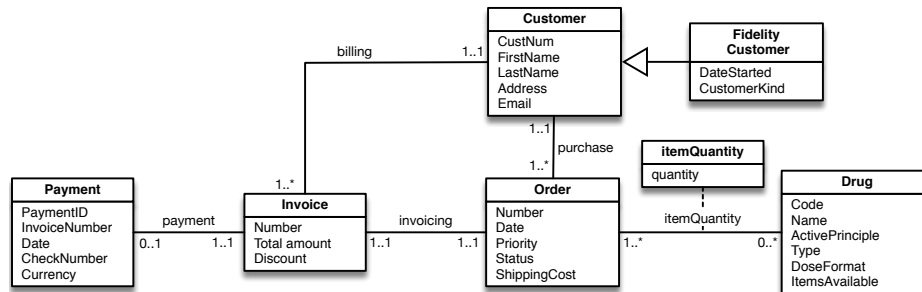 Customer
CustNum
FirstName
LastName
Address
Email
Fidelity
Customer
DateStarted
CustomerKind
billing
1..1
1..1
purchase
1..*
itemQuantity
quantity
Payment
PaymentID
InvoiceNumber
Date
CheckNumber
Currency
payment
0..1
1..1
1..*
Invoice
Number
Total amount
Discount
invoicing
1..1
1..1
Order
Number
Date
Priority
Status
ShippingCost
itemQuantity
1..*
0..*
Drug
Code
Name
ActivePrinciple
Type
DoseFormat
ItemsAvailable